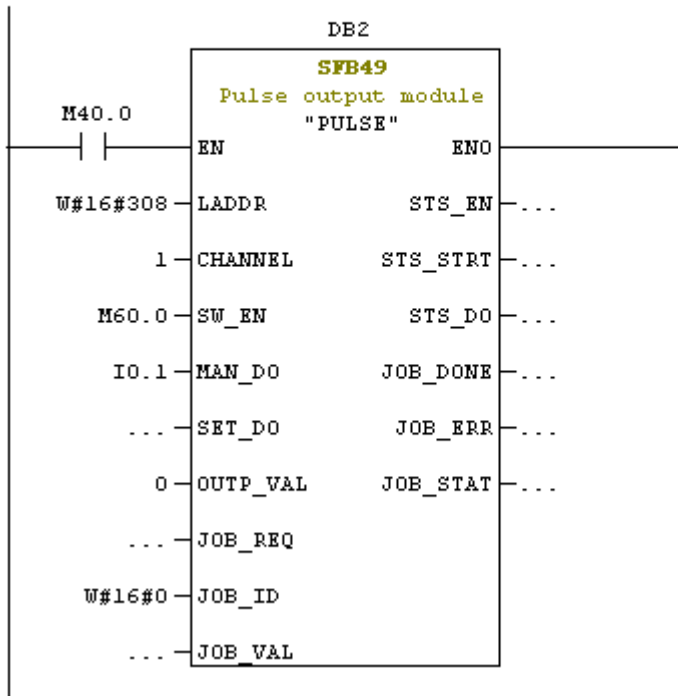 DB2
SFB49
Pulse output module
"PULSE"
M40.0
EN ENO
W#16#308 LADDR STS_EN ...
1 CHANNEL STS_STRT ...
M60.0 SW_EN STS_DO ...
I0.1 MAN_DO JOB_DONE ...
... SET_DO JOB_ERR ...
0 OUTP_VAL JOB_STAT ...
... JOB_REQ
W#16#0 JOB_ID
... JOB_VAL